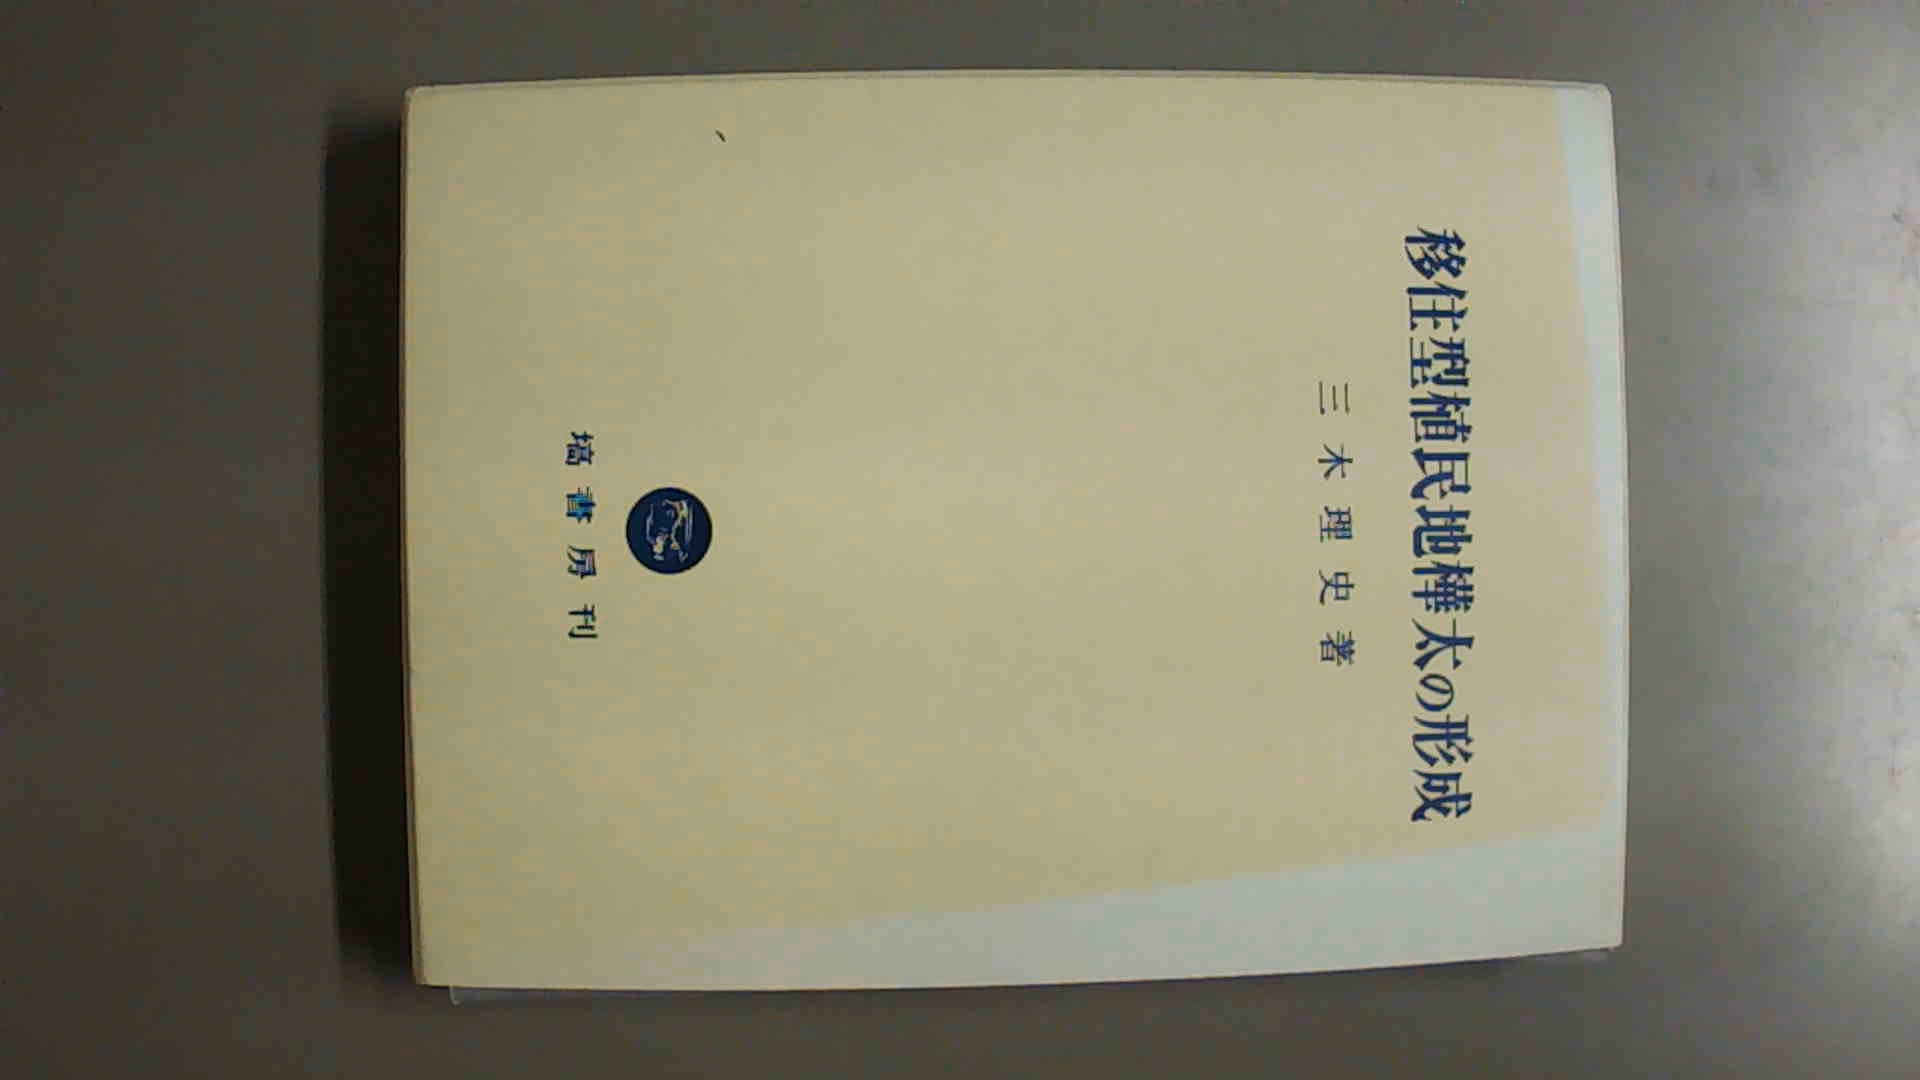 移住型植民地樺太の形成
三木理史著
塙書房刊